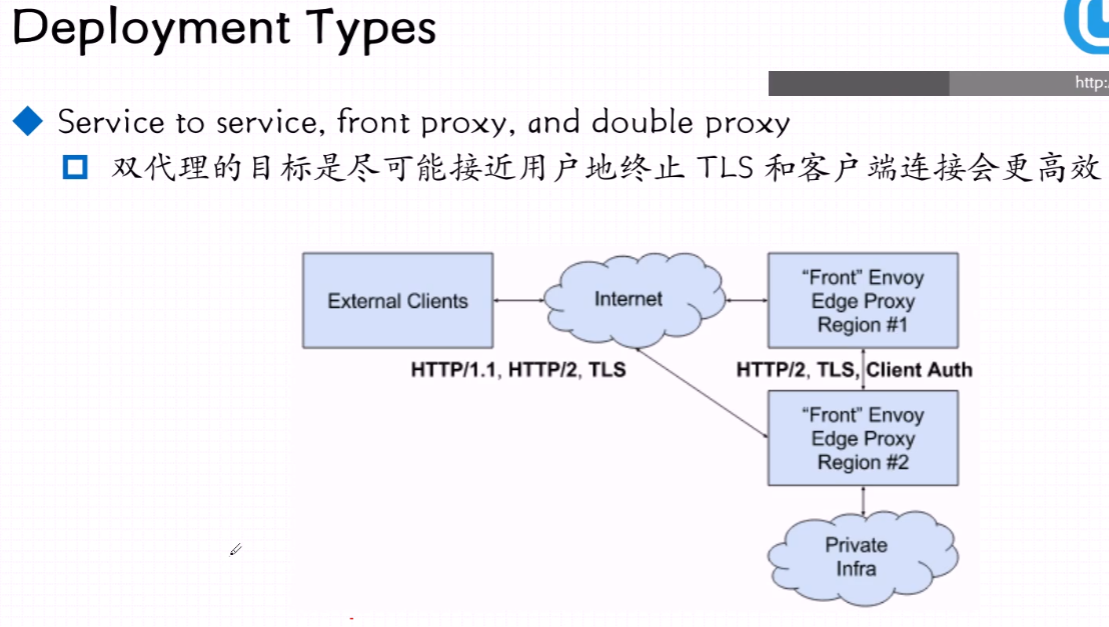 Deployment Types
http:
Service to service, front proxy, and double proxy
双代理的目标是尽可能接近用户地终止 TLS 和客户端连接会更高效
External Clients
Internet
“Front” Envoy
Edge Proxy
Region #1
HTTP/1.1, HTTP/2, TLS
HTTP/2, TLS, Client Auth
“Front” Envoy
Edge Proxy
Region #2
Private
Infra